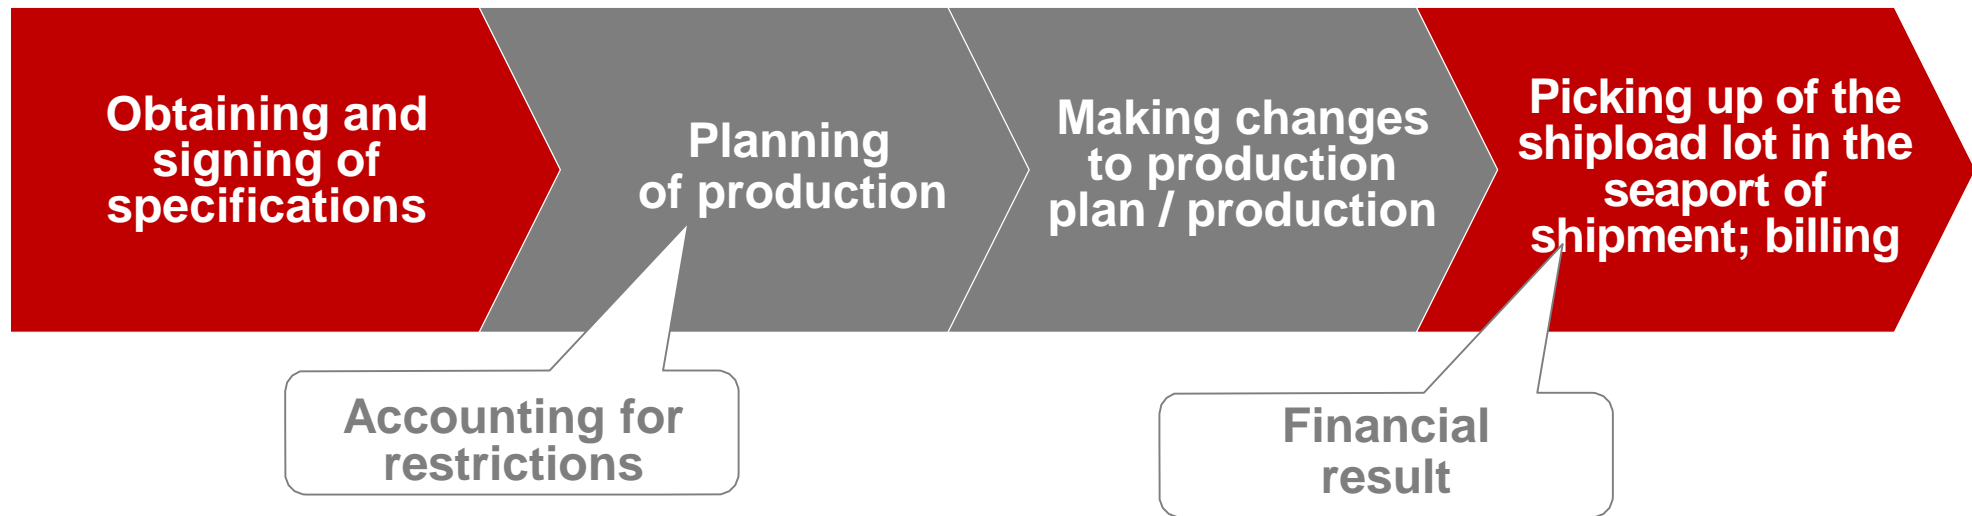 Obtaining and
signing of
specifications
Planning
of production
Making changes
to production
plan / production
Picking up of the
shipload lot in the
seaport of
shipment; billing
Accounting for
restrictions
Financial
result